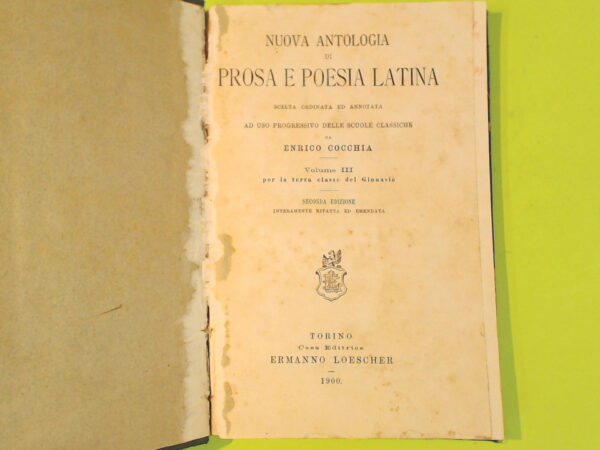 NUOVA ANTOLOGIA
DI
PROSA E POESIA LATINA
SCELTA ORDINATA ED ANNOTATA
AD USO PROGRESSIVO DELLE SCUOLE CLASSICHE
DA
ENRICO COCCHIA
Volume III
per la terza classe del Ginnasio
SECONDA EDIZIONE
INTERAMENTE RIFATTA ED EMENDATA
TORINO
Casa Editrice
ERMANNO LOESCHER
1900.